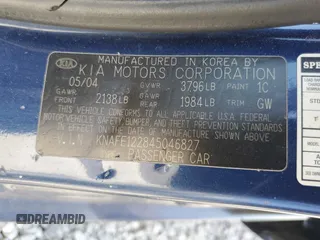 MANUFACTURED IN KOREA BY
KIA KIA MOTORS CORPORATION
05/04 GVWR 3796LB PAINT 1C
GAWR FRONT 2138LB GAWR REAR 1984LB TRIM GW
THIS VEHICLE CONFORMS TO ALL APPLICABLE U.S. FEDERAL
MOTOR VEHICLE SAFETY, BUMPER, AND THEFT PREVENTION STANDARDS
IN EFFECT ON THE DATE OF MANUFACTURE SHOWN ABOVE.
KNAFE122845046827
PASSENGER CAR
© DREAMBID.COM